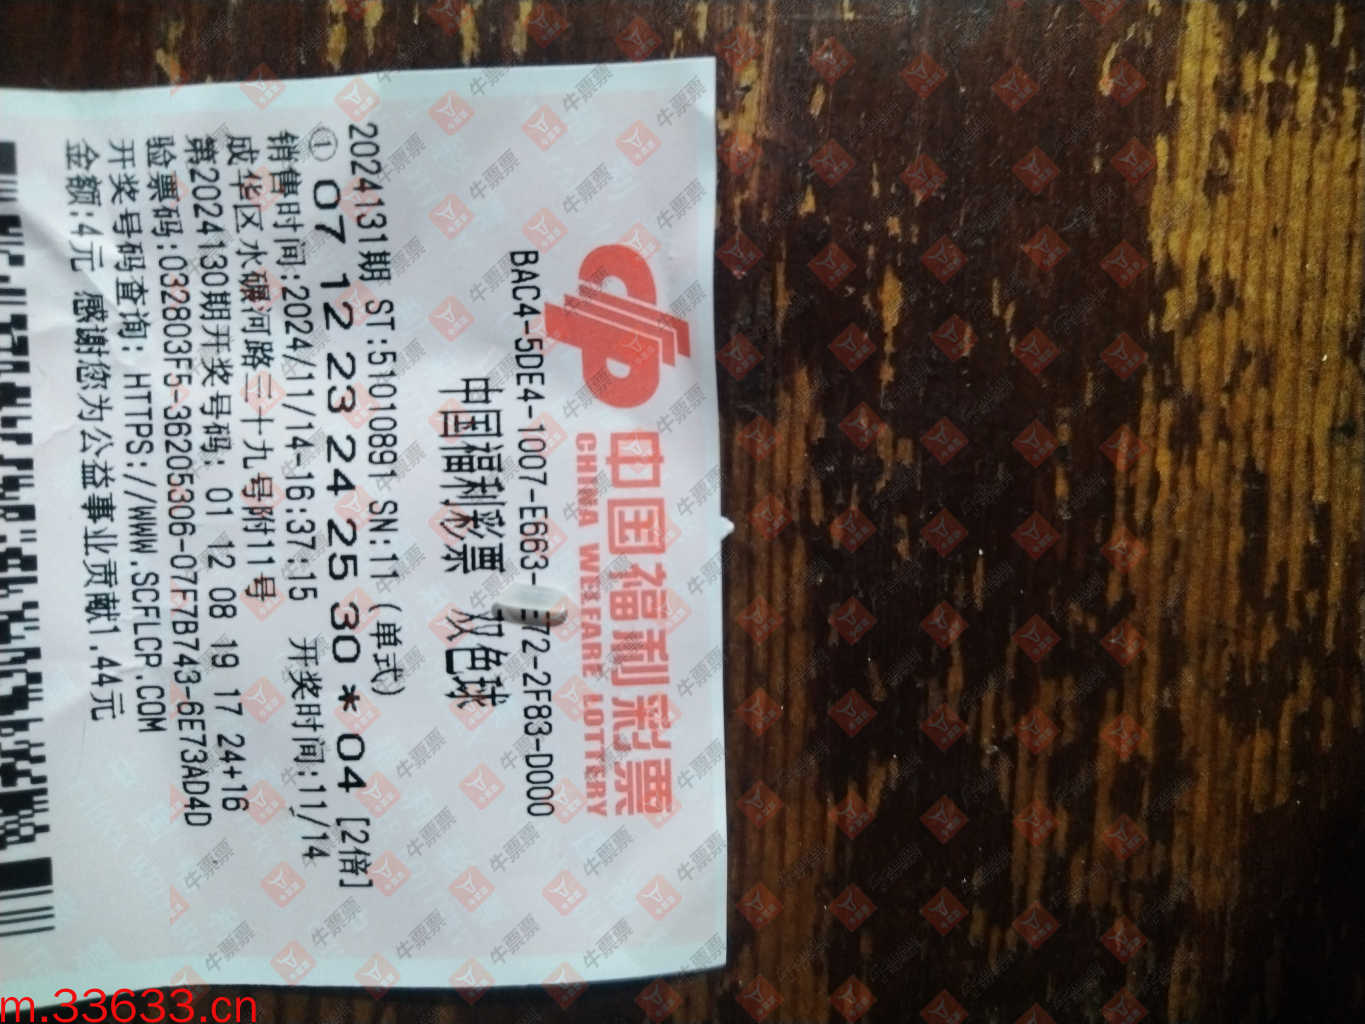 中国福利彩票
CHINA WELFARE LOTTERY
BAC4-5DE4-1007-E663- E72-2F83-D000
中国福利彩票 双色球
2024131期 ST:51010891 SN:11 (单式)
① 07 12 23 24 25 30 * 04 [2倍]
销售时间:2024/11/14-16:37:15 开奖时间:11/14
成华区水碾河路三十九号附11号
第2024130期开奖号码: 01 12 08 19 17 24+16
验票码:032803F5-36205306-07F7B743-6E73AD4D
开奖号码查询: HTTPS://WWW.SCFLCP.COM
金额:4元 感谢您为公益事业贡献1.44元
牛票票
m.33633.cn